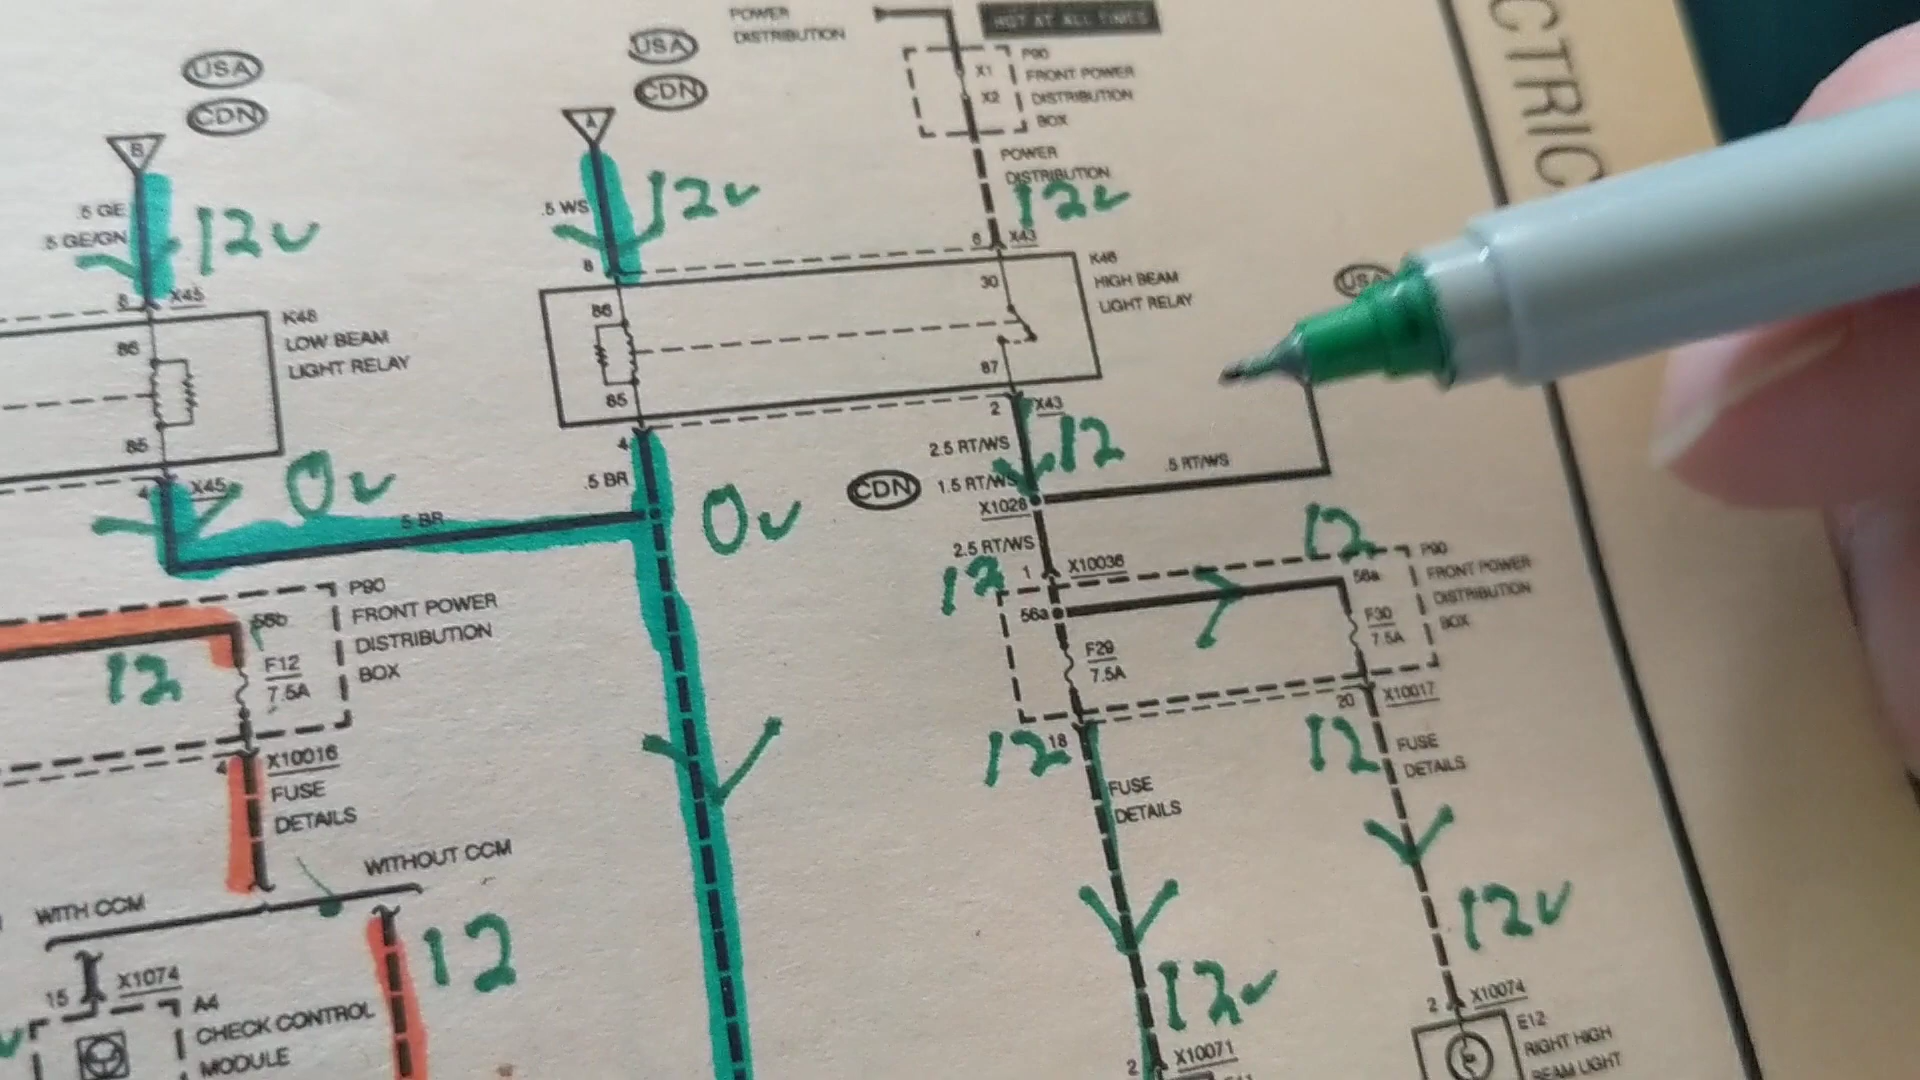 POWER
DISTRIBUTION
HOT AT ALL TIMES
USA
CDN
USA
CDN
P90
FRONT POWER
DISTRIBUTION
BOX
X1
X2
CTRIC
B
A
POWER
DISTRIBUTION
12v
.5 GE
.5 GE/GN
12v
.5 WS
12v
8
X45
8
6
X43
K48
LOW BEAM
LIGHT RELAY
86
85
K46
HIGH BEAM
LIGHT RELAY
86
85
30
87
USA
4
X45
0v
.5 BR
4
.5 BR
0v
2
X43
2.5 RT/WS
12
CDN
1.5 RT/WS
X1028
.5 RT/WS
2.5 RT/WS
12
1
X10036
12
56a
56a
P90
FRONT POWER
DISTRIBUTION
BOX
F29
7.5A
F30
7.5A
P90
FRONT POWER
DISTRIBUTION
BOX
56b
12
F12
7.5A
4
X10016
FUSE
DETAILS
12
18
FUSE
DETAILS
20
X10017
12
FUSE
DETAILS
WITH CCM
WITHOUT CCM
12
12v
12v
15
X1074
A4
CHECK CONTROL
MODULE
2
X10071
2
X10074
E12
RIGHT HIGH
BEAM LIGHT